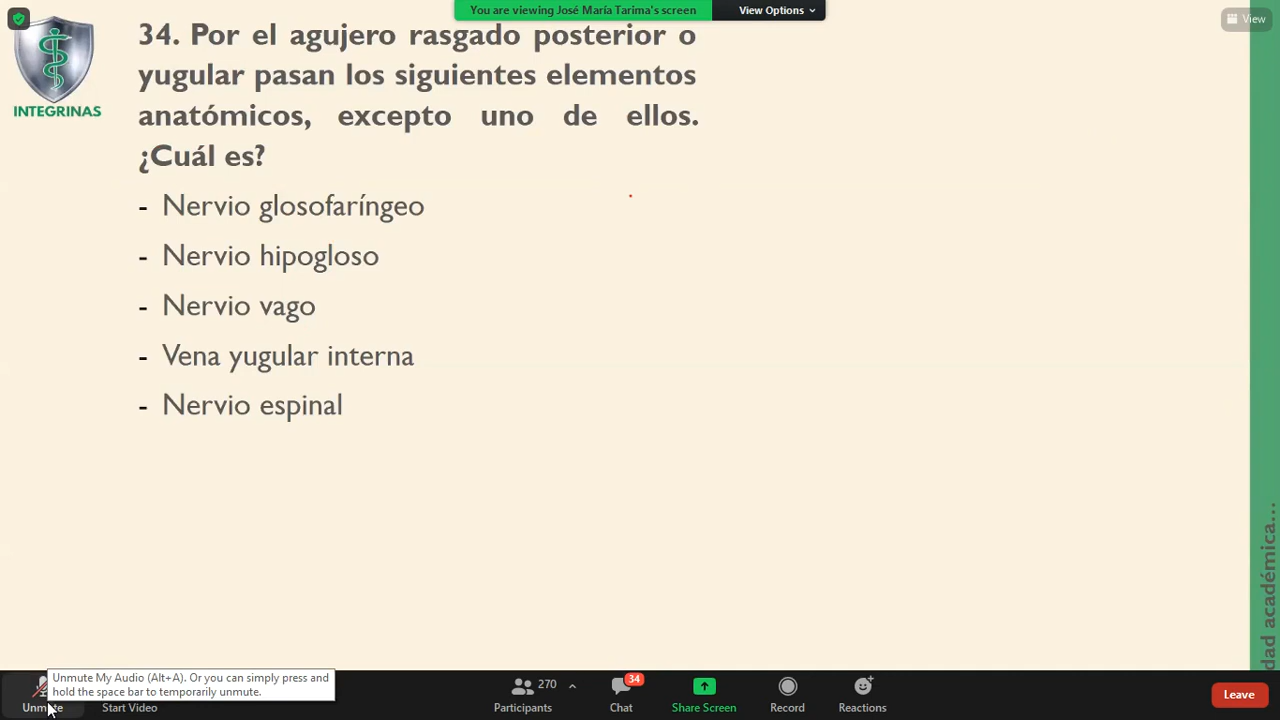 You are viewing José María Tarima's screen
View Options
View
INTEGRINAS
34. Por el agujero rasgado posterior o
yugular pasan los siguientes elementos
anatómicos, excepto uno de ellos.
¿Cuál es?
- Nervio glosofaríngeo
- Nervio hipogloso
- Nervio vago
- Vena yugular interna
- Nervio espinal
dad académica...
Unmute My Audio (Alt+A). Or you can simply press and
hold the space bar to temporarily unmute.
Unmute
Start Video
270
Participants
34
Chat
Share Screen
Record
Reactions
Leave